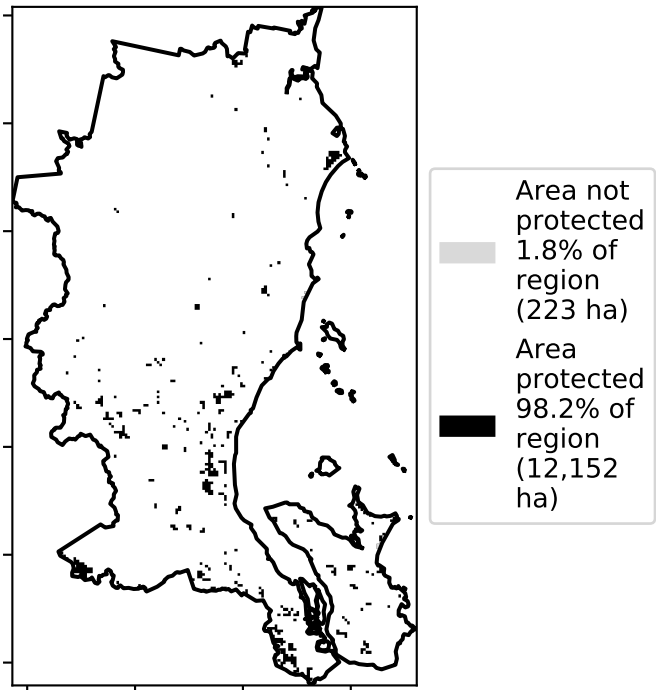 Area not
protected
1.8% of
region
(223 ha)
Area
protected
98.2% of
region
(12,152
ha)